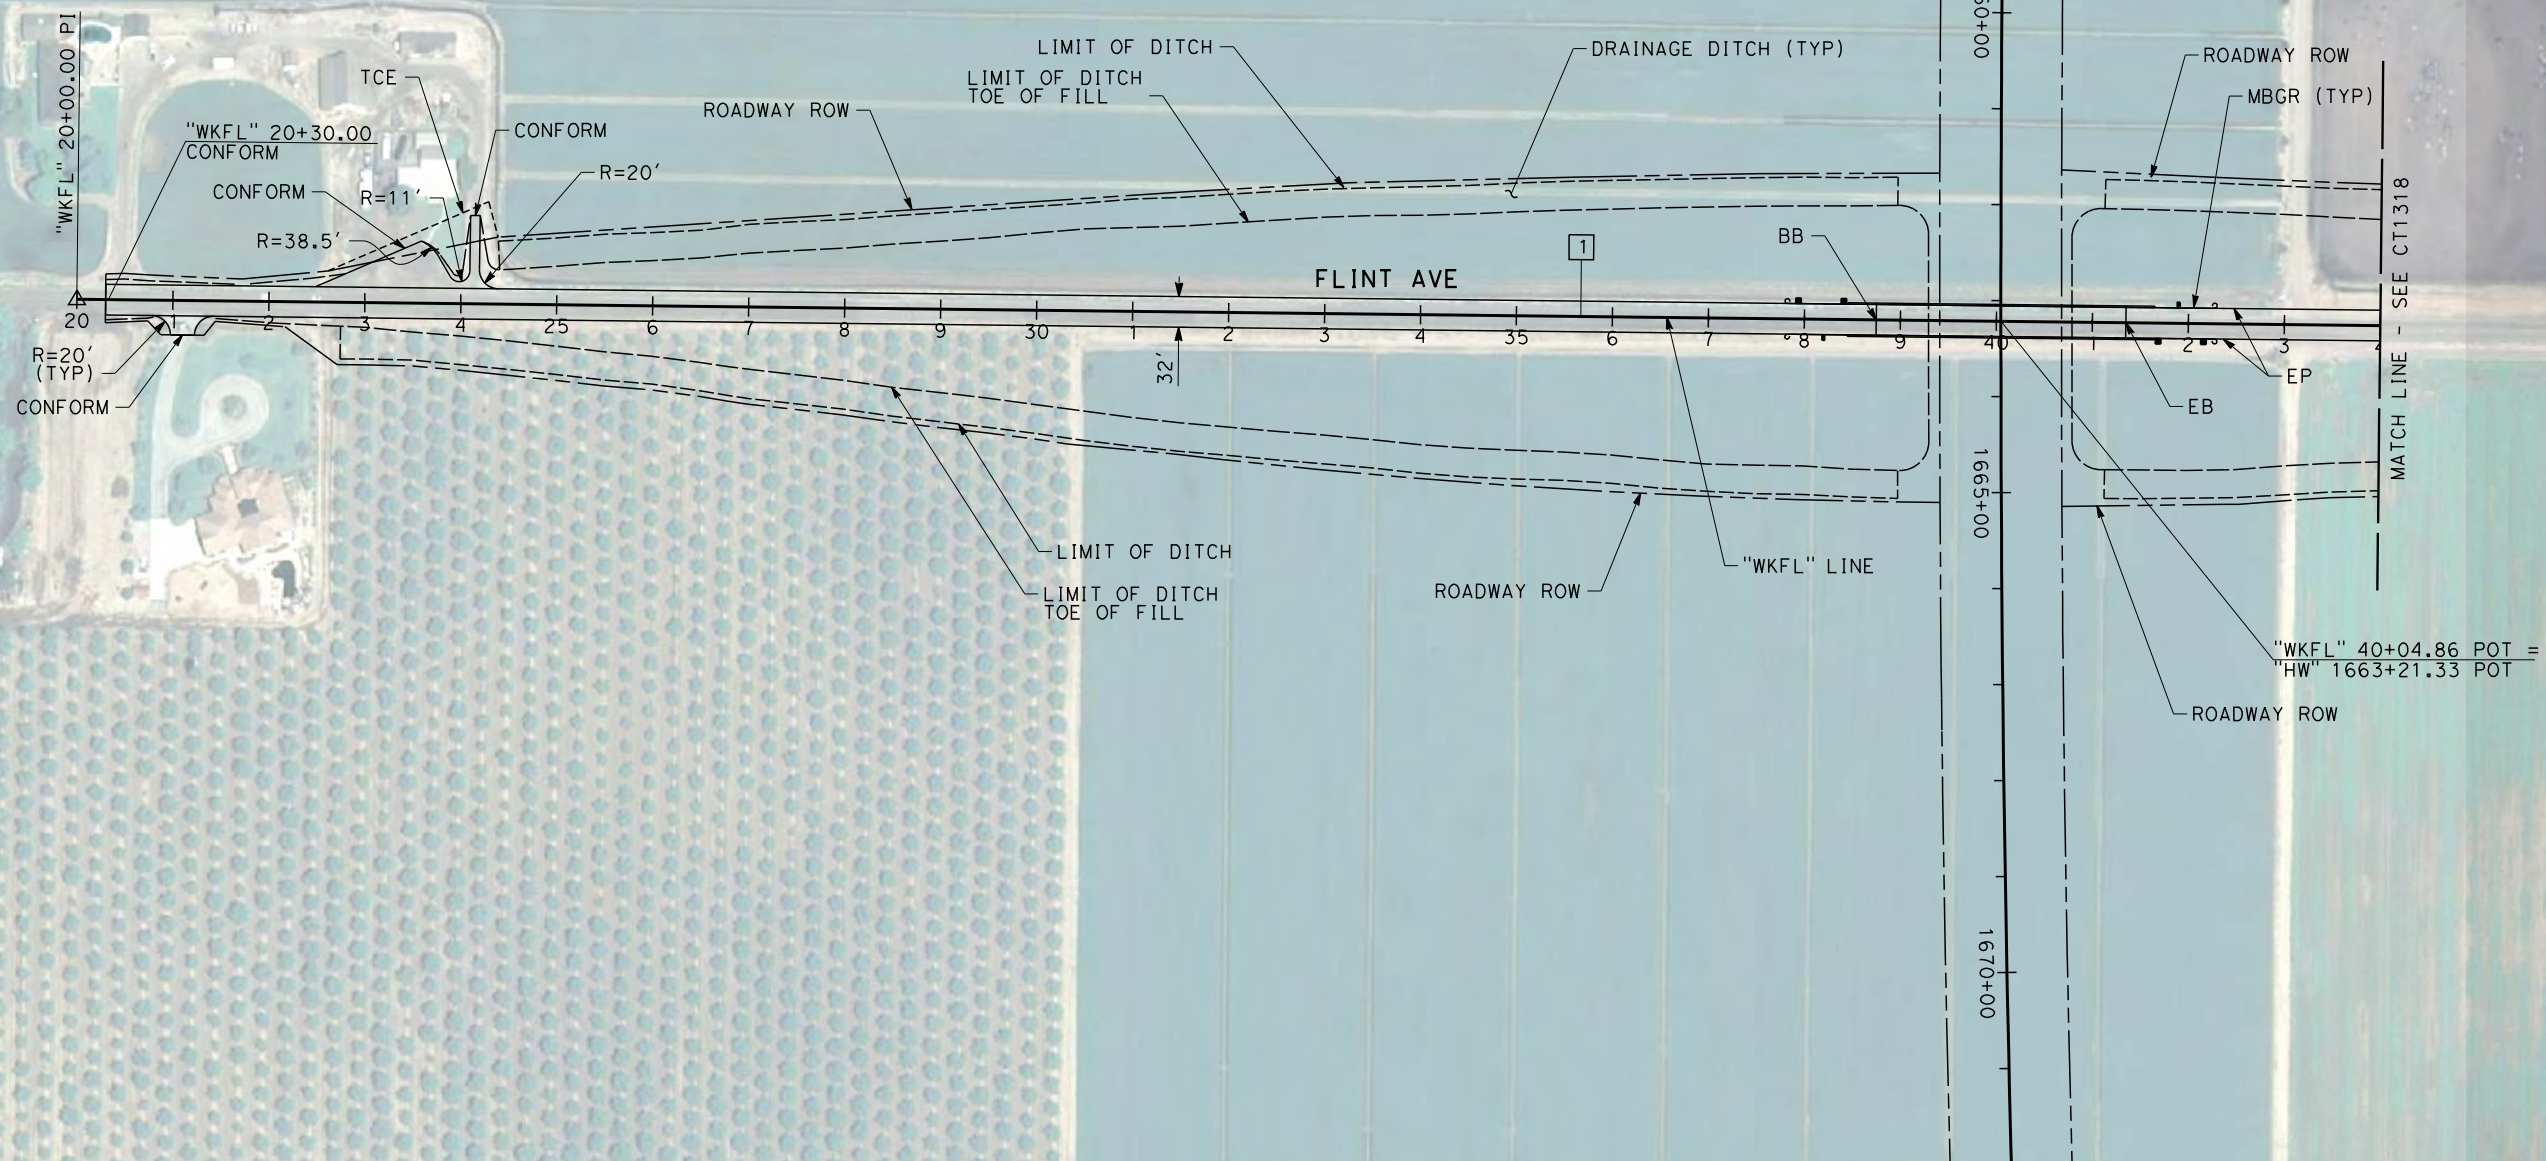 "WKFL" 20+00.00 PI
TCE
"WKFL" 20+30.00
CONFORM
CONFORM
R=11'
R=38.5'
CONFORM
R=20'
ROADWAY ROW
LIMIT OF DITCH
LIMIT OF DITCH
TOE OF FILL
DRAINAGE DITCH (TYP)
ROADWAY ROW
MBGR (TYP)
1
BB
FLINT AVE
20 1 2 3 4 25 6 7 8 9 30 1 2 3 4 35 6 7 8 9 40 1 2 3 4
32'
R=20'
(TYP)
CONFORM
EP
EB
MATCH LINE - SEE CT1318
LIMIT OF DITCH
LIMIT OF DITCH
TOE OF FILL
ROADWAY ROW
"WKFL" LINE
1665+00
"WKFL" 40+04.86 POT =
"HW" 1663+21.33 POT
ROADWAY ROW
1670+00